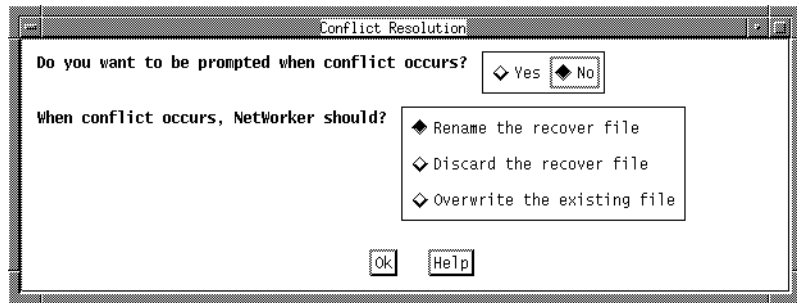 Conflict Resolution
Do you want to be prompted when conflict occurs? Yes No
When conflict occurs, NetWorker should? Rename the recover file
Discard the recover file
Overwrite the existing file
Ok Help